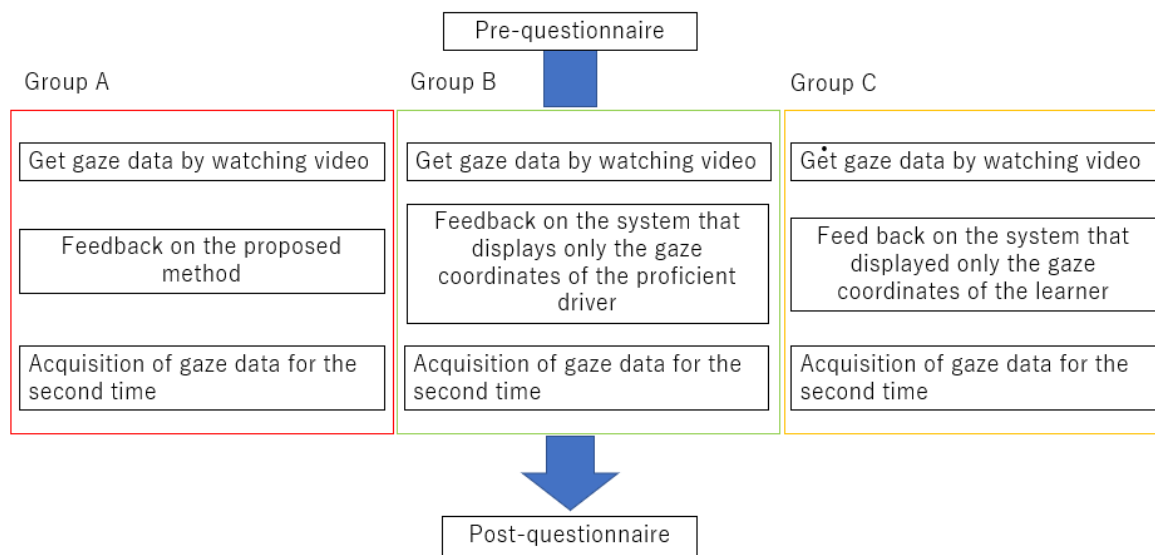 Pre-questionnaire
Group A
Group B
Group C
Get gaze data by watching video
Feedback on the proposed
method
Acquisition of gaze data for the
second time
Get gaze data by watching video
Feedback on the system that
displays only the gaze
coordinates of the proficient
driver
Acquisition of gaze data for the
second time
Get gaze data by watching video
Feed back on the system that
displayed only the gaze
coordinates of the learner
Acquisition of gaze data for the
second time
Post-questionnaire